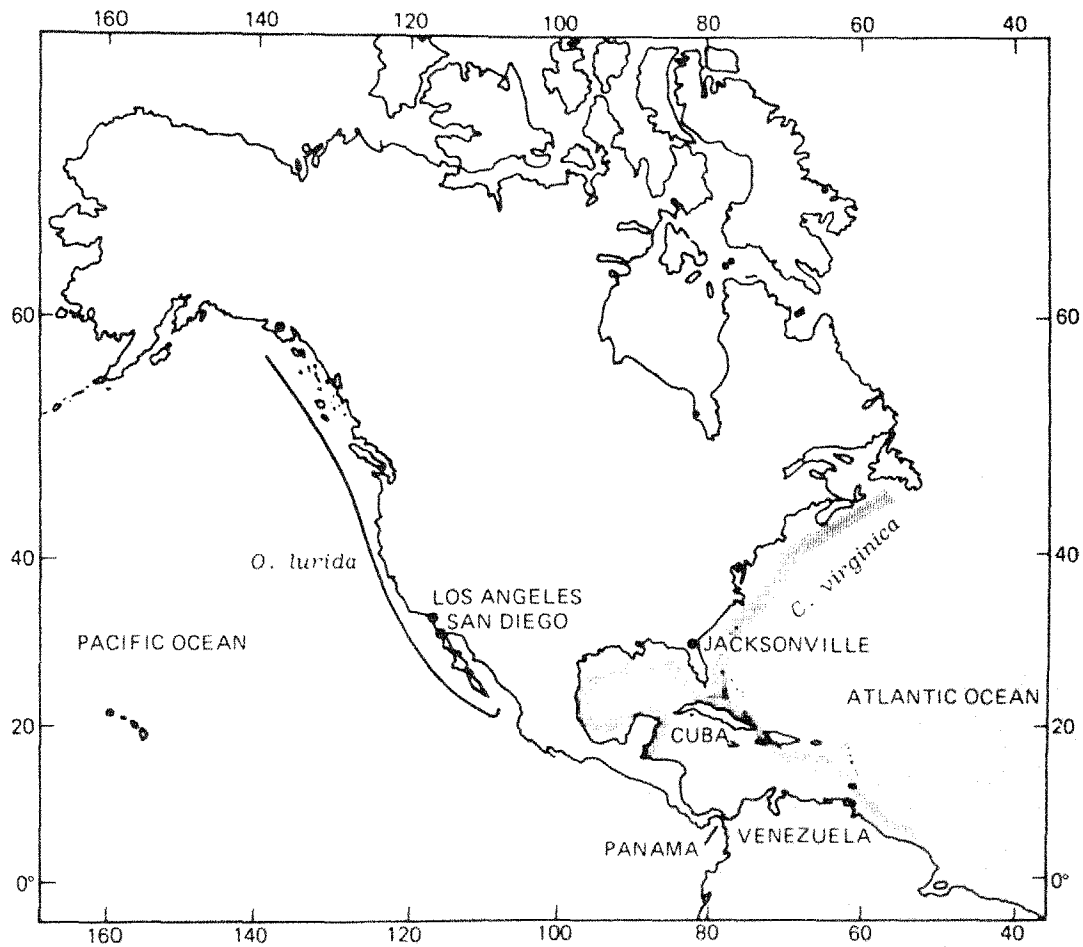 160 140 120 100 80 60 40
60 60
40 40
O. lurida
C. virginica
LOS ANGELES
SAN DIEGO
PACIFIC OCEAN
JACKSONVILLE
ATLANTIC OCEAN
20 20
CUBA
VENEZUELA
PANAMA
0° 0°
160 140 120 100 80 60 40